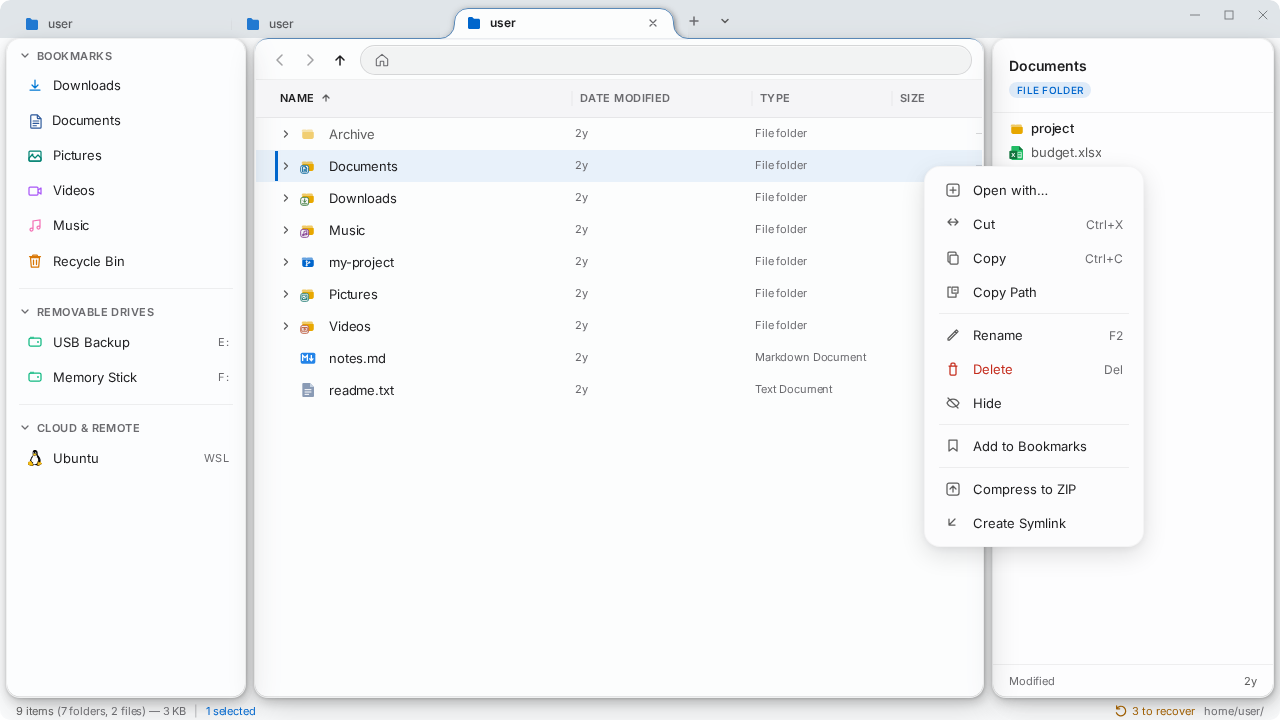 user
user
user
BOOKMARKS
Downloads
Documents
Pictures
Videos
Music
Recycle Bin
REMOVABLE DRIVES
USB Backup E:
Memory Stick F:
CLOUD & REMOTE
Ubuntu WSL
NAME DATE MODIFIED TYPE SIZE
Archive 2y File folder
Documents 2y File folder
Downloads 2y File folder
Music 2y File folder
my-project 2y File folder
Pictures 2y File folder
Videos 2y File folder
notes.md 2y Markdown Document
readme.txt 2y Text Document
Documents
FILE FOLDER
project
budget.xlsx
Open with...
Cut Ctrl+X
Copy Ctrl+C
Copy Path
Rename F2
Delete Del
Hide
Add to Bookmarks
Compress to ZIP
Create Symlink
Modified 2y
9 items (7 folders, 2 files) — 3 KB 1 selected
3 to recover home/user/